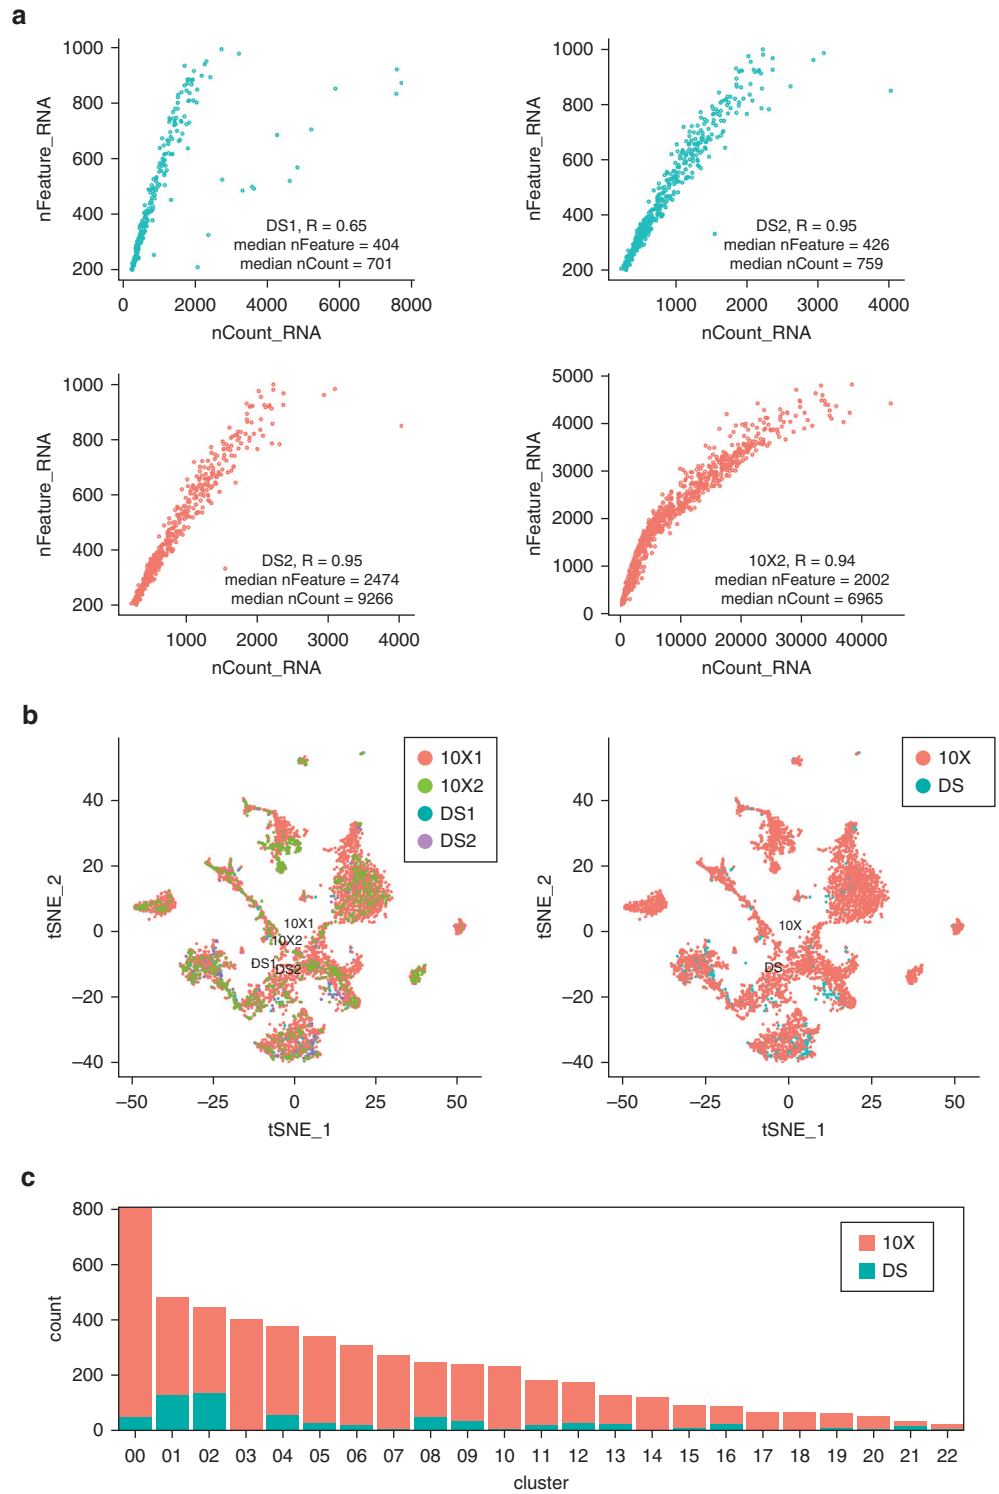 a
1000
800
600
400
200
nFeature_RNA
DS1, R = 0.65
median nFeature = 404
median nCount = 701
0 2000 4000 6000 8000
nCount_RNA
1000
800
600
400
200
nFeature_RNA
DS2, R = 0.95
median nFeature = 426
median nCount = 759
1000 2000 3000 4000
nCount_RNA
1000
800
600
400
200
nFeature_RNA
DS2, R = 0.95
median nFeature = 2474
median nCount = 9266
1000 2000 3000 4000
nCount_RNA
5000
4000
3000
2000
1000
0
nFeature_RNA
10X2, R = 0.94
median nFeature = 2002
median nCount = 6965
0 10000 20000 30000 40000
nCount_RNA
b
10X1
10X2
DS1
DS2
40
20
0
−20
−40
tSNE_2
10X1
10X2
DS1
DS2
−50 −25 0 25 50
tSNE_1
10X
DS
40
20
0
−20
−40
tSNE_2
10X
DS
−50 −25 0 25 50
tSNE_1
c
800
600
400
200
0
count
10X
DS
00 01 02 03 04 05 06 07 08 09 10 11 12 13 14 15 16 17 18 19 20 21 22
cluster